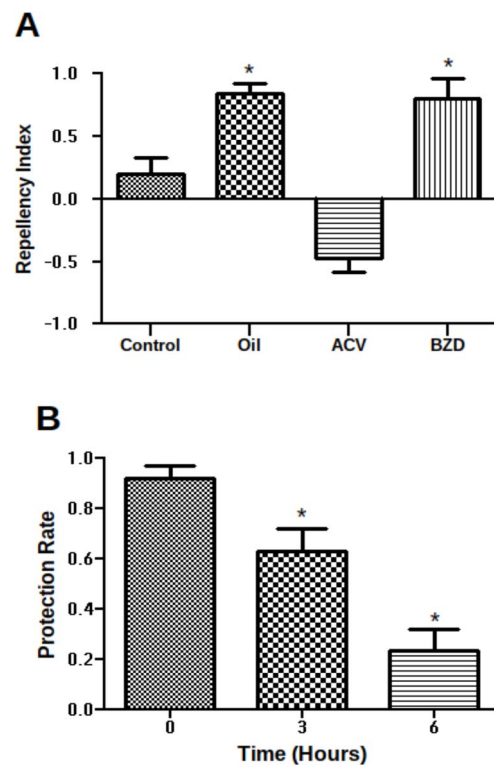 A
*
*
1.0
0.5
0.0
-0.5
-1.0
Repellency Index
Control Oil ACV BZD
B
1.0
0.8
0.6
0.4
0.2
0.0
*
*
Protection Rate
0 3 6
Time (Hours)